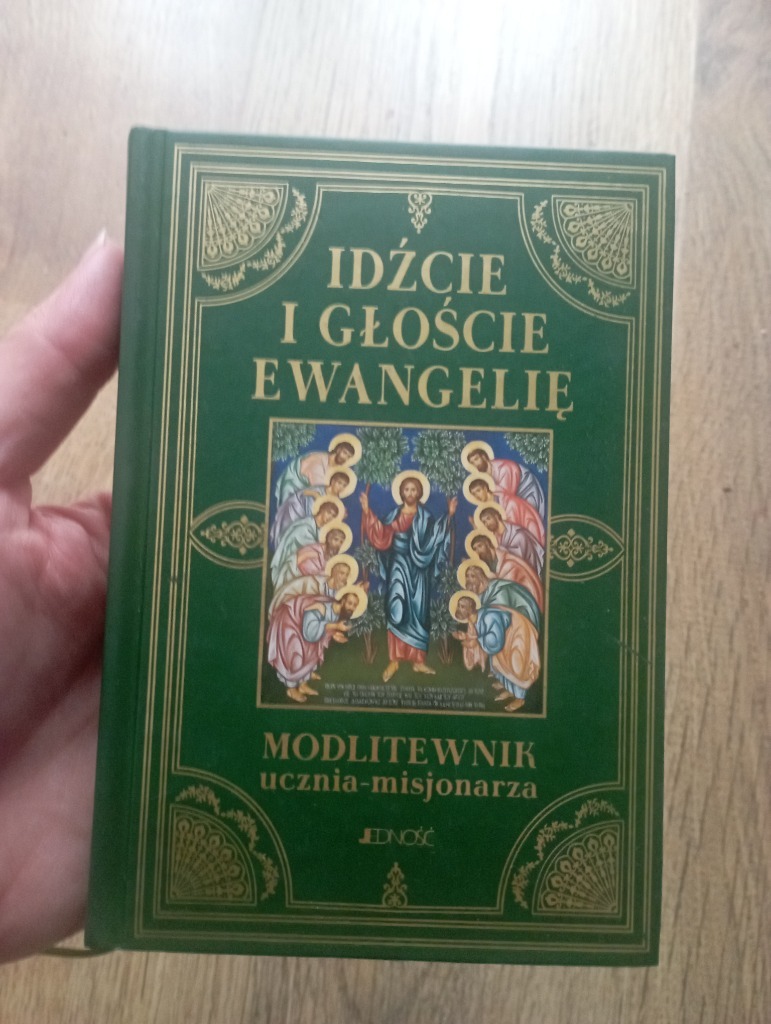 IDŹCIE
I GŁOŚCIE
EWANGELIĘ
MODLITEWNIK
ucznia-misjonarza
JEDNOŚĆ